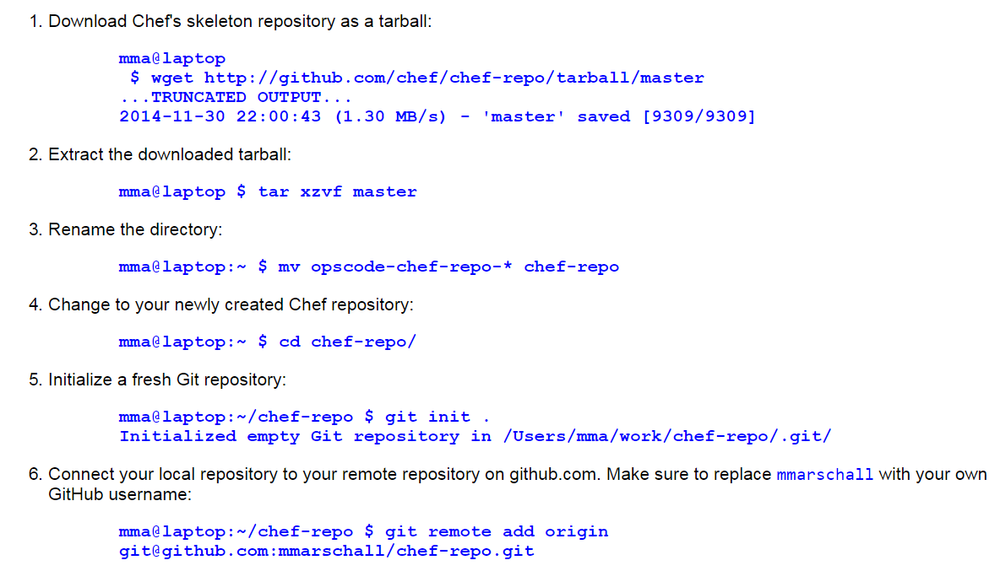 1. Download Chef's skeleton repository as a tarball:
mma@laptop
$ wget http://github.com/chef/chef-repo/tarball/master
...TRUNCATED OUTPUT...
2014-11-30 22:00:43 (1.30 MB/s) - 'master' saved [9309/9309]
2. Extract the downloaded tarball:
mma@laptop $ tar xzvf master
3. Rename the directory:
mma@laptop:~ $ mv opscode-chef-repo-* chef-repo
4. Change to your newly created Chef repository:
mma@laptop:~ $ cd chef-repo/
5. Initialize a fresh Git repository:
mma@laptop:~/chef-repo $ git init .
Initialized empty Git repository in /Users/mma/work/chef-repo/.git/
6. Connect your local repository to your remote repository on github.com. Make sure to replace mmarschall with your own
GitHub username:
mma@laptop:~/chef-repo $ git remote add origin
git@github.com:mmarschall/chef-repo.git